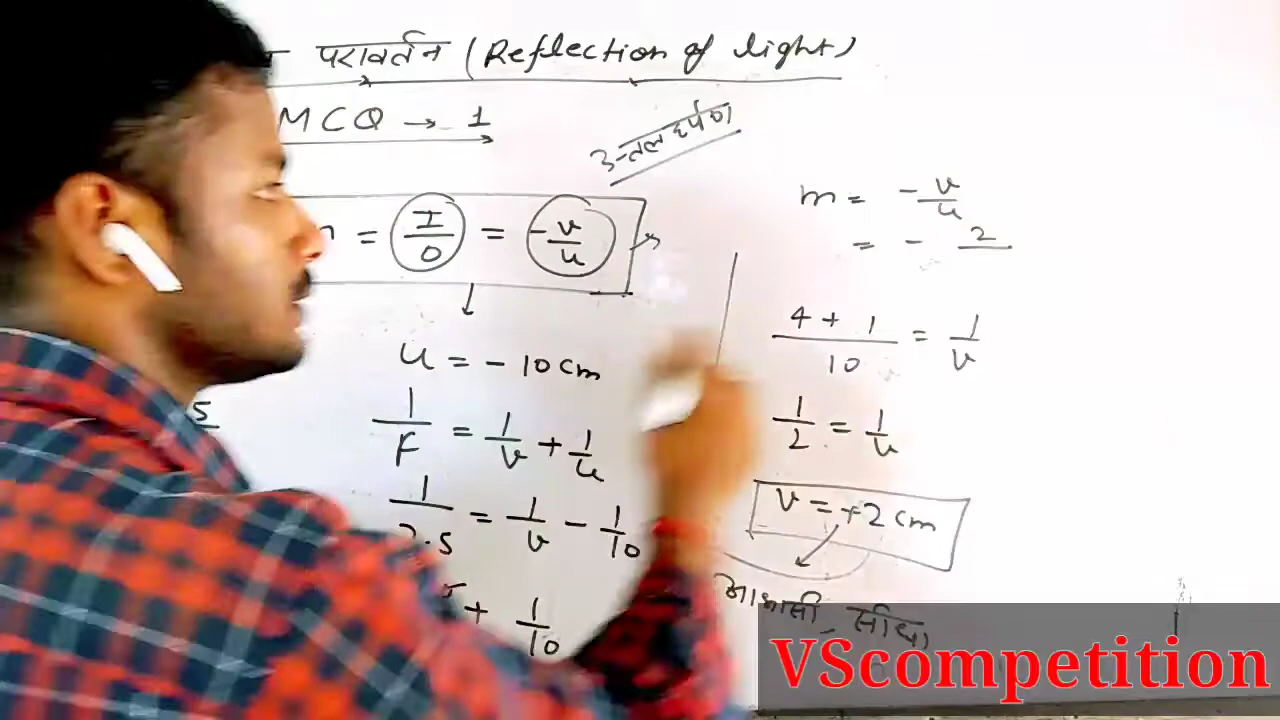 परावर्तन (Reflection of light)
MCQ → 1
उ-तल दर्पण
= I/O = -v/u
u = - 10 cm
1/F = 1/v + 1/u
1/2.5 = 1/v - 1/10
+ 1/10
5
m = -v/u
= - 2
4 + 1/10 = 1/v
1/2 = 1/v
v = +2 cm
आभासी, सीधा
VScompetition